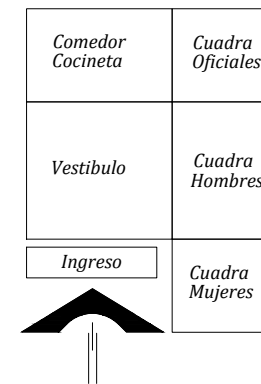 Comedor
Cocineta
Cuadra
Oficiales
Vestibulo
Cuadra
Hombres
Ingreso
Cuadra
Mujeres